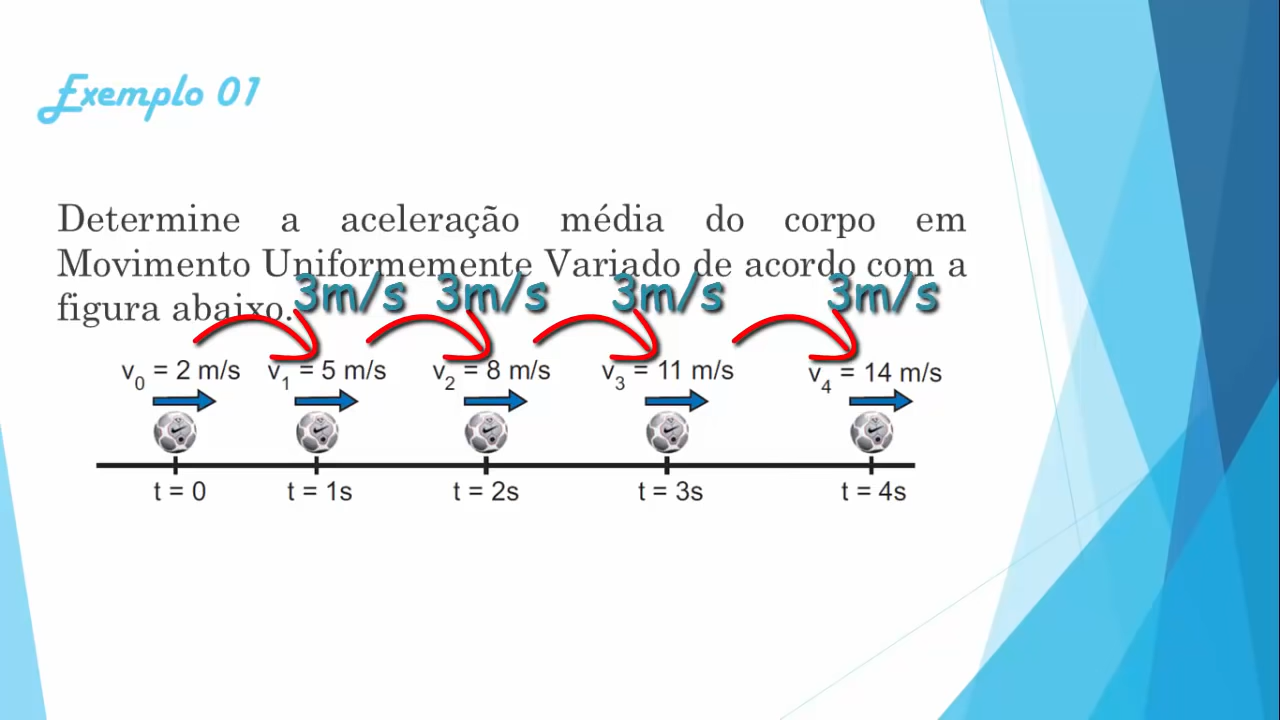 Exemplo 01
Determine a aceleração média do corpo em
Movimento Uniformemente Variado de acordo com a
figura abaixo.
3m/s 3m/s 3m/s 3m/s
v0 = 2 m/s v1 = 5 m/s v2 = 8 m/s v3 = 11 m/s v4 = 14 m/s
t = 0 t = 1s t = 2s t = 3s t = 4s